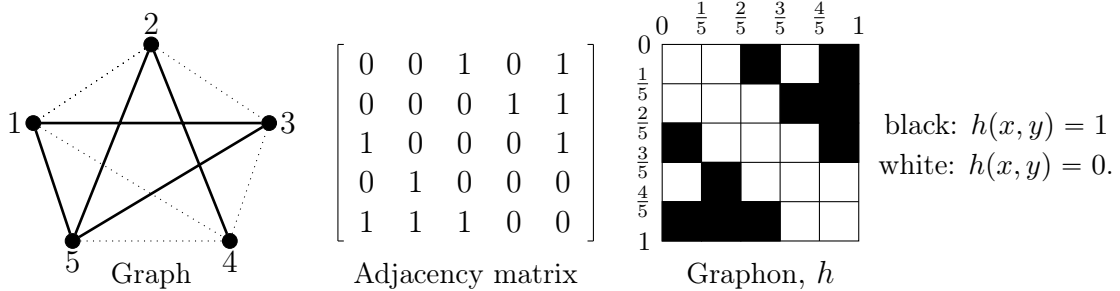 2
1
3
5
4
Graph
0 0 1 0 1
0 0 0 1 1
1 0 0 0 1
0 1 0 0 0
1 1 1 0 0
Adjacency matrix
0 1/5 2/5 3/5 4/5 1
0
1/5
2/5
3/5
4/5
1
Graphon, h
black: h(x, y) = 1
white: h(x, y) = 0.